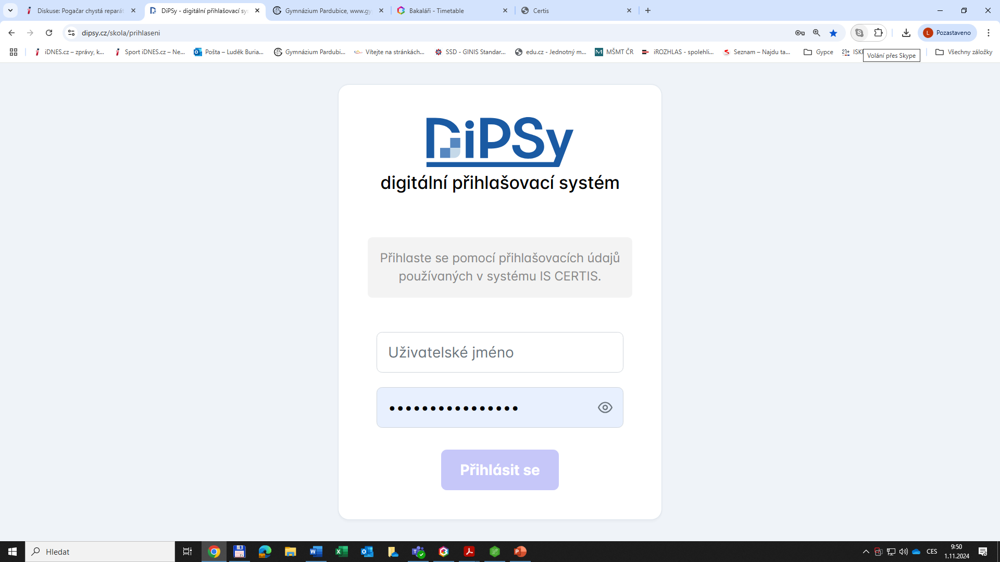 Diskuse: Pogačar chystá reparát
DiPSy - digitální přihlašovací sy
Gymnázium Pardubice, www.gy
Bakaláři - Timetable
Certis
dipsy.cz/skola/prihlaseni
L Pozastaveno
iDNES.cz – zprávy, k...
Sport iDNES.cz – Ne...
Pošta – Luděk Buria...
Gymnázium Pardubi...
Vítejte na stránkách...
SSD - GINIS Standar...
edu.cz - Jednotný m...
MŠMT ČR
iROZHLAS - spolehli...
Seznam – Najdu ta...
Gypce
Všechny záložky
Volání přes Skype
DiPSy
digitální přihlašovací systém
Přihlaste se pomocí přihlašovacích údajů
používaných v systému IS CERTIS.
Uživatelské jméno
Přihlásit se
Hledat
CES
9:50
1.11.2024